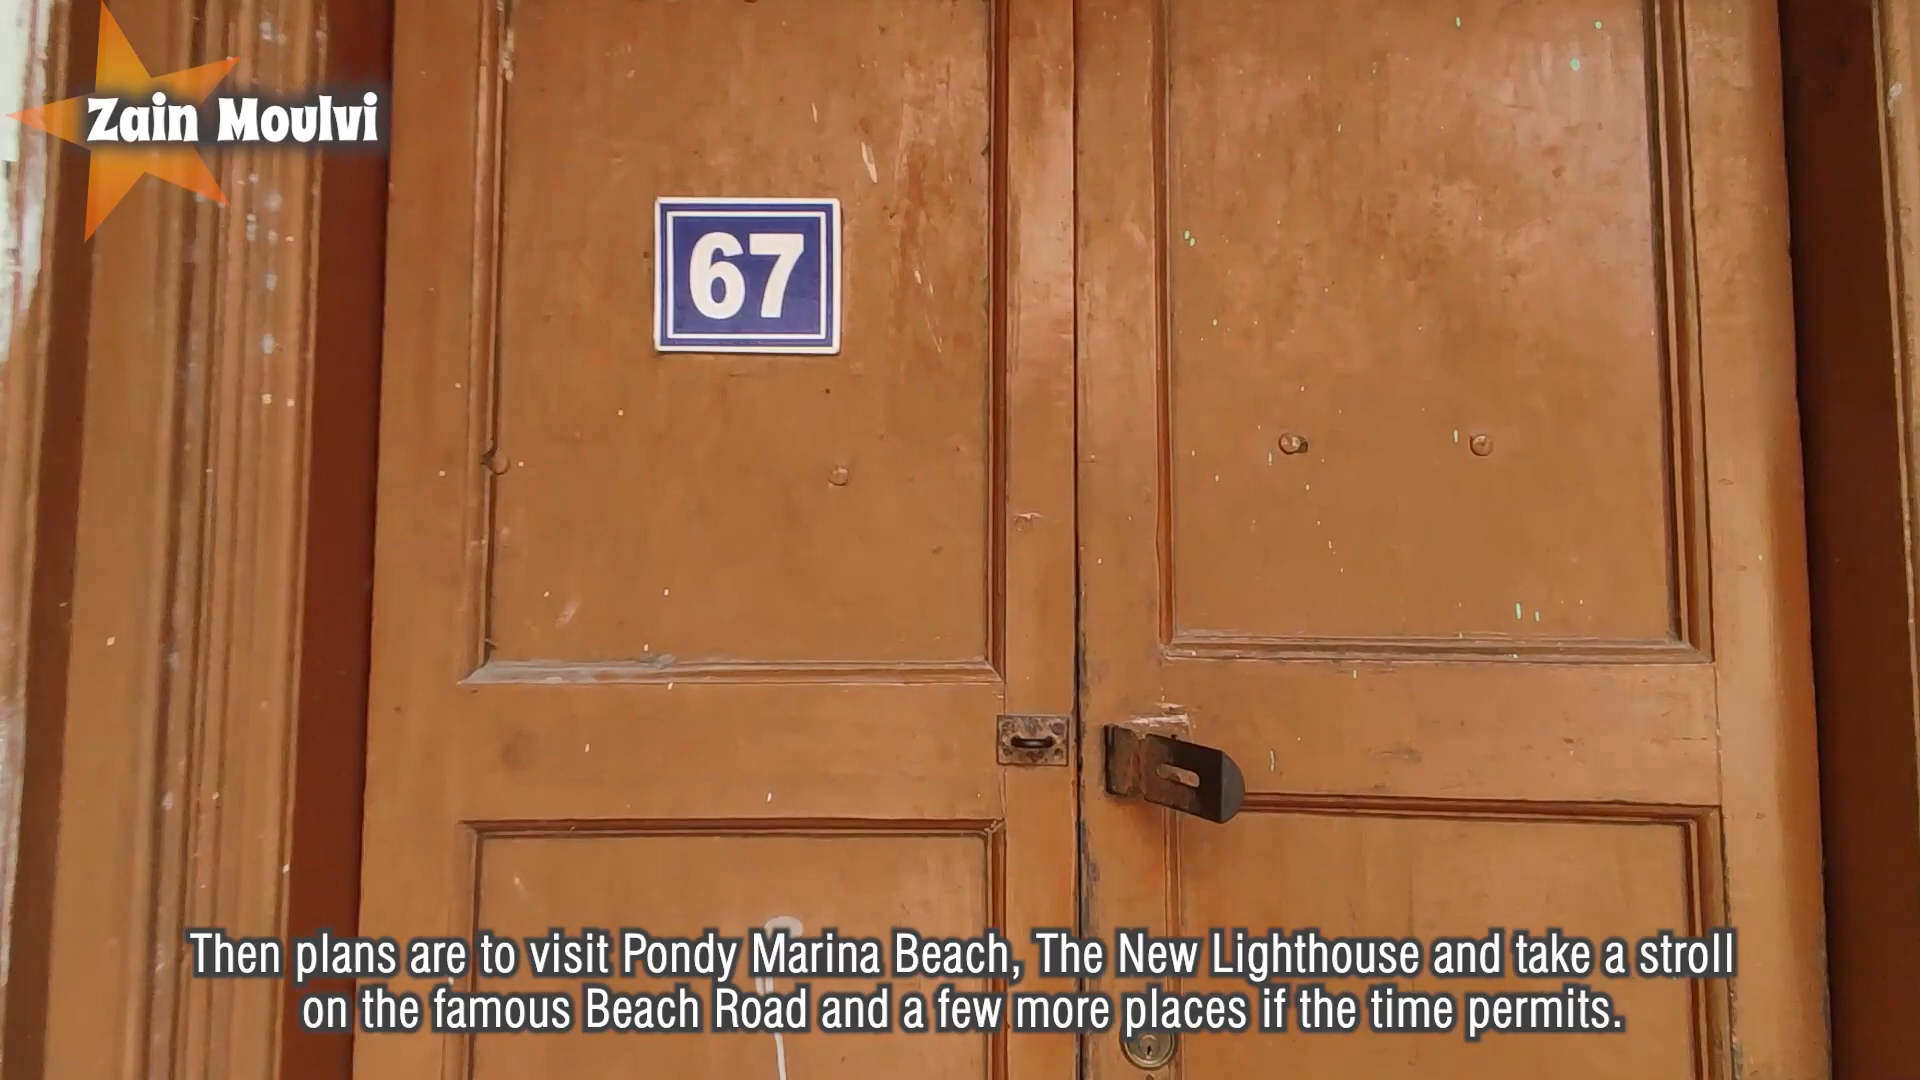 Zain Moulvi
67
Then plans are to visit Pondy Marina Beach, The New Lighthouse and take a stroll
on the famous Beach Road and a few more places if the time permits.